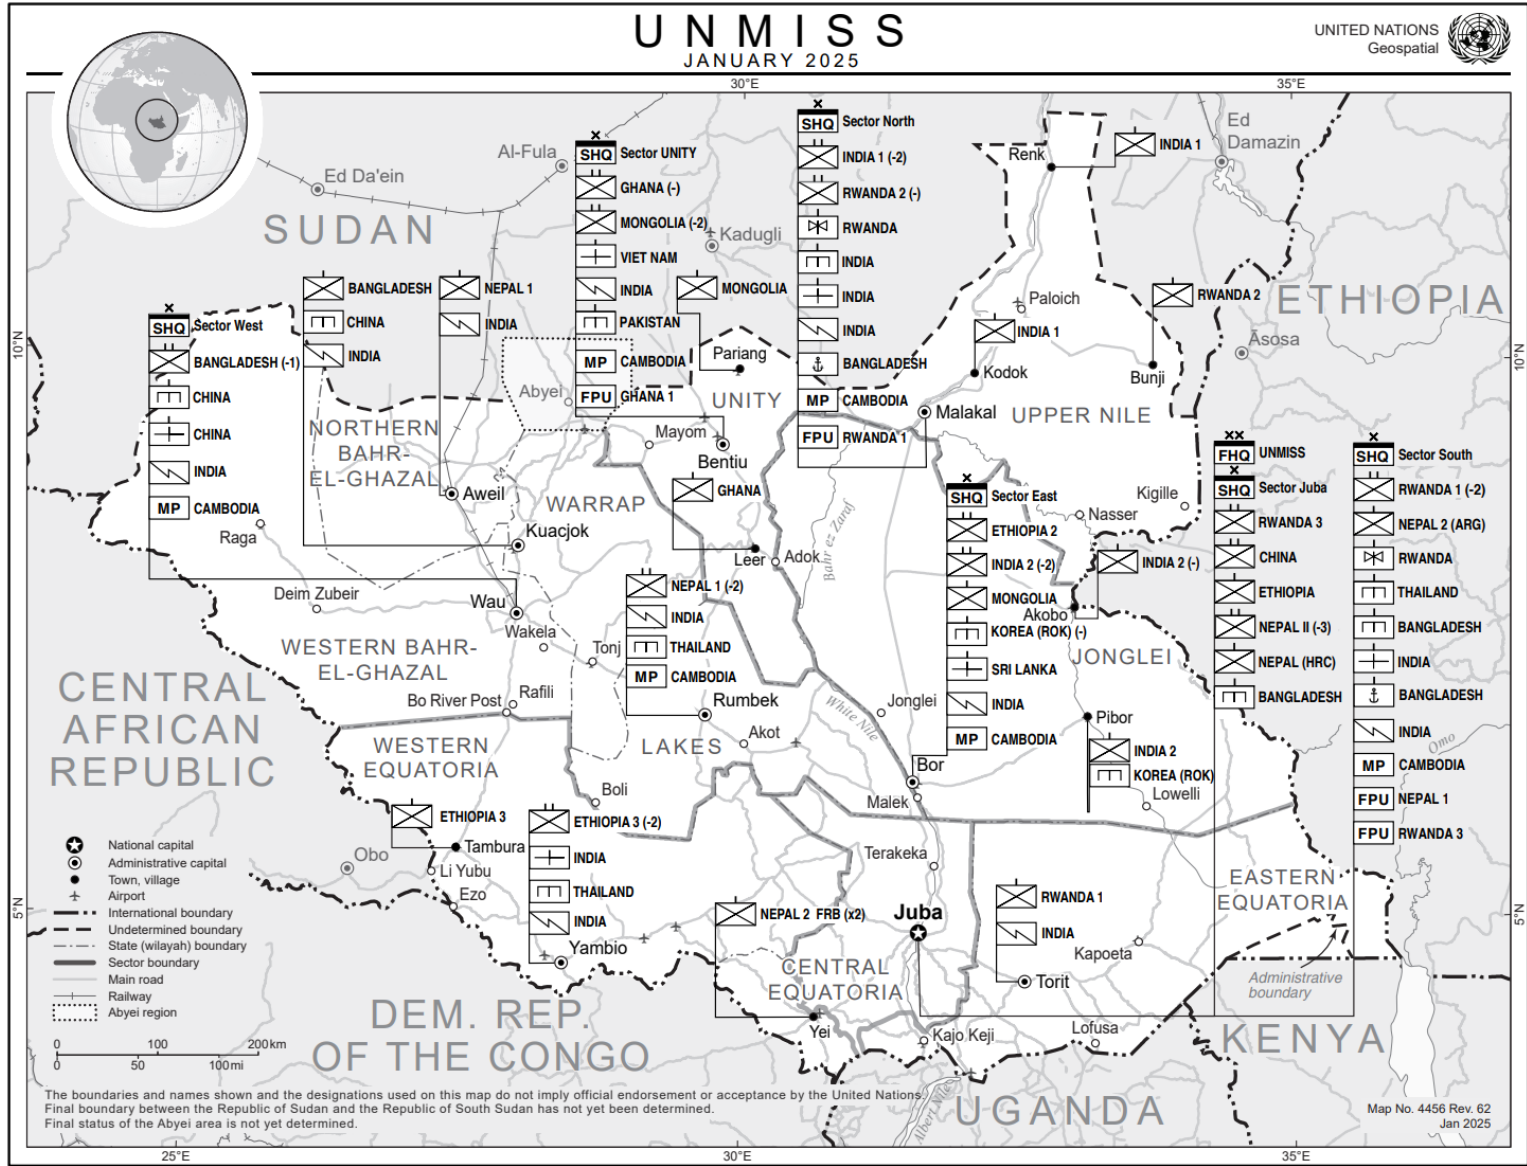 UNMISS
JANUARY 2025
UNITED NATIONS
Geospatial
30°E
35°E
SHQ Sector North
INDIA 1 (-2)
RWANDA 2 (-)
RWANDA
INDIA
INDIA
INDIA
BANGLADESH
MP CAMBODIA
FPU RWANDA 1
SHQ Sector UNITY
GHANA (-)
MONGOLIA (-2)
VIET NAM
INDIA
PAKISTAN
MP CAMBODIA
FPU GHANA 1
MONGOLIA
Renk
INDIA 1
Ed
Damazin
Al-Fula
Ed Da'ein
SUDAN
Kadugli
BANGLADESH
CHINA
INDIA
NEPAL 1
INDIA
SHQ Sector West
BANGLADESH (-1)
CHINA
CHINA
INDIA
MP CAMBODIA
Paloich
INDIA 1
RWANDA 2
ETHIOPIA
Asosa
10°N
10°N
Pariang
Kodok
Bunji
Abyei
UNITY
Malakal
UPPER NILE
Mayom
Bentiu
NORTHERN
BAHR-
EL-GHAZAL
Aweil
WARRAP
GHANA
Kuacjok
Raga
Leer
Adok
Bahr ez Zaraf
Kigille
Nasser
SHQ Sector East
ETHIOPIA 2
INDIA 2 (-2)
MONGOLIA
KOREA (ROK) (-)
SRI LANKA
INDIA
MP CAMBODIA
INDIA 2 (-)
Akobo
JONGLEI
FHQ UNMISS
SHQ Sector Juba
RWANDA 3
CHINA
ETHIOPIA
NEPAL II (-3)
NEPAL (HRC)
BANGLADESH
SHQ Sector South
RWANDA 1 (-2)
NEPAL 2 (ARG)
RWANDA
THAILAND
BANGLADESH
INDIA
BANGLADESH
INDIA
MP CAMBODIA
FPU NEPAL 1
FPU RWANDA 3
Omo
Deim Zubeir
Wau
Wakela
Tonj
NEPAL 1 (-2)
INDIA
THAILAND
MP CAMBODIA
WESTERN BAHR-
EL-GHAZAL
Bo River Post
Rafili
Rumbek
LAKES
Akot
White Nile
Jonglei
Pibor
INDIA 2
KOREA (ROK)
Lowelli
Bor
Malek
CENTRAL
AFRICAN
REPUBLIC
WESTERN
EQUATORIA
Boli
ETHIOPIA 3
Tambura
Li Yubu
Ezo
Obo
ETHIOPIA 3 (-2)
INDIA
THAILAND
INDIA
Yambio
Terakeka
NEPAL 2 FRB (x2)
Juba
RWANDA 1
INDIA
Torit
Kapoeta
EASTERN
EQUATORIA
Administrative
boundary
5°N
5°N
CENTRAL
EQUATORIA
Yei
Kajo Keji
Lofusa
KENYA
DEM. REP.
OF THE CONGO
UGANDA
Albert Nile
National capital
Administrative capital
Town, village
Airport
International boundary
Undetermined boundary
State (wilayah) boundary
Sector boundary
Main road
Railway
Abyei region
0 100 200 km
0 50 100 mi
The boundaries and names shown and the designations used on this map do not imply official endorsement or acceptance by the United Nations.
Final boundary between the Republic of Sudan and the Republic of South Sudan has not yet been determined.
Final status of the Abyei area is not yet determined.
Map No. 4456 Rev. 62
Jan 2025
25°E
30°E
35°E